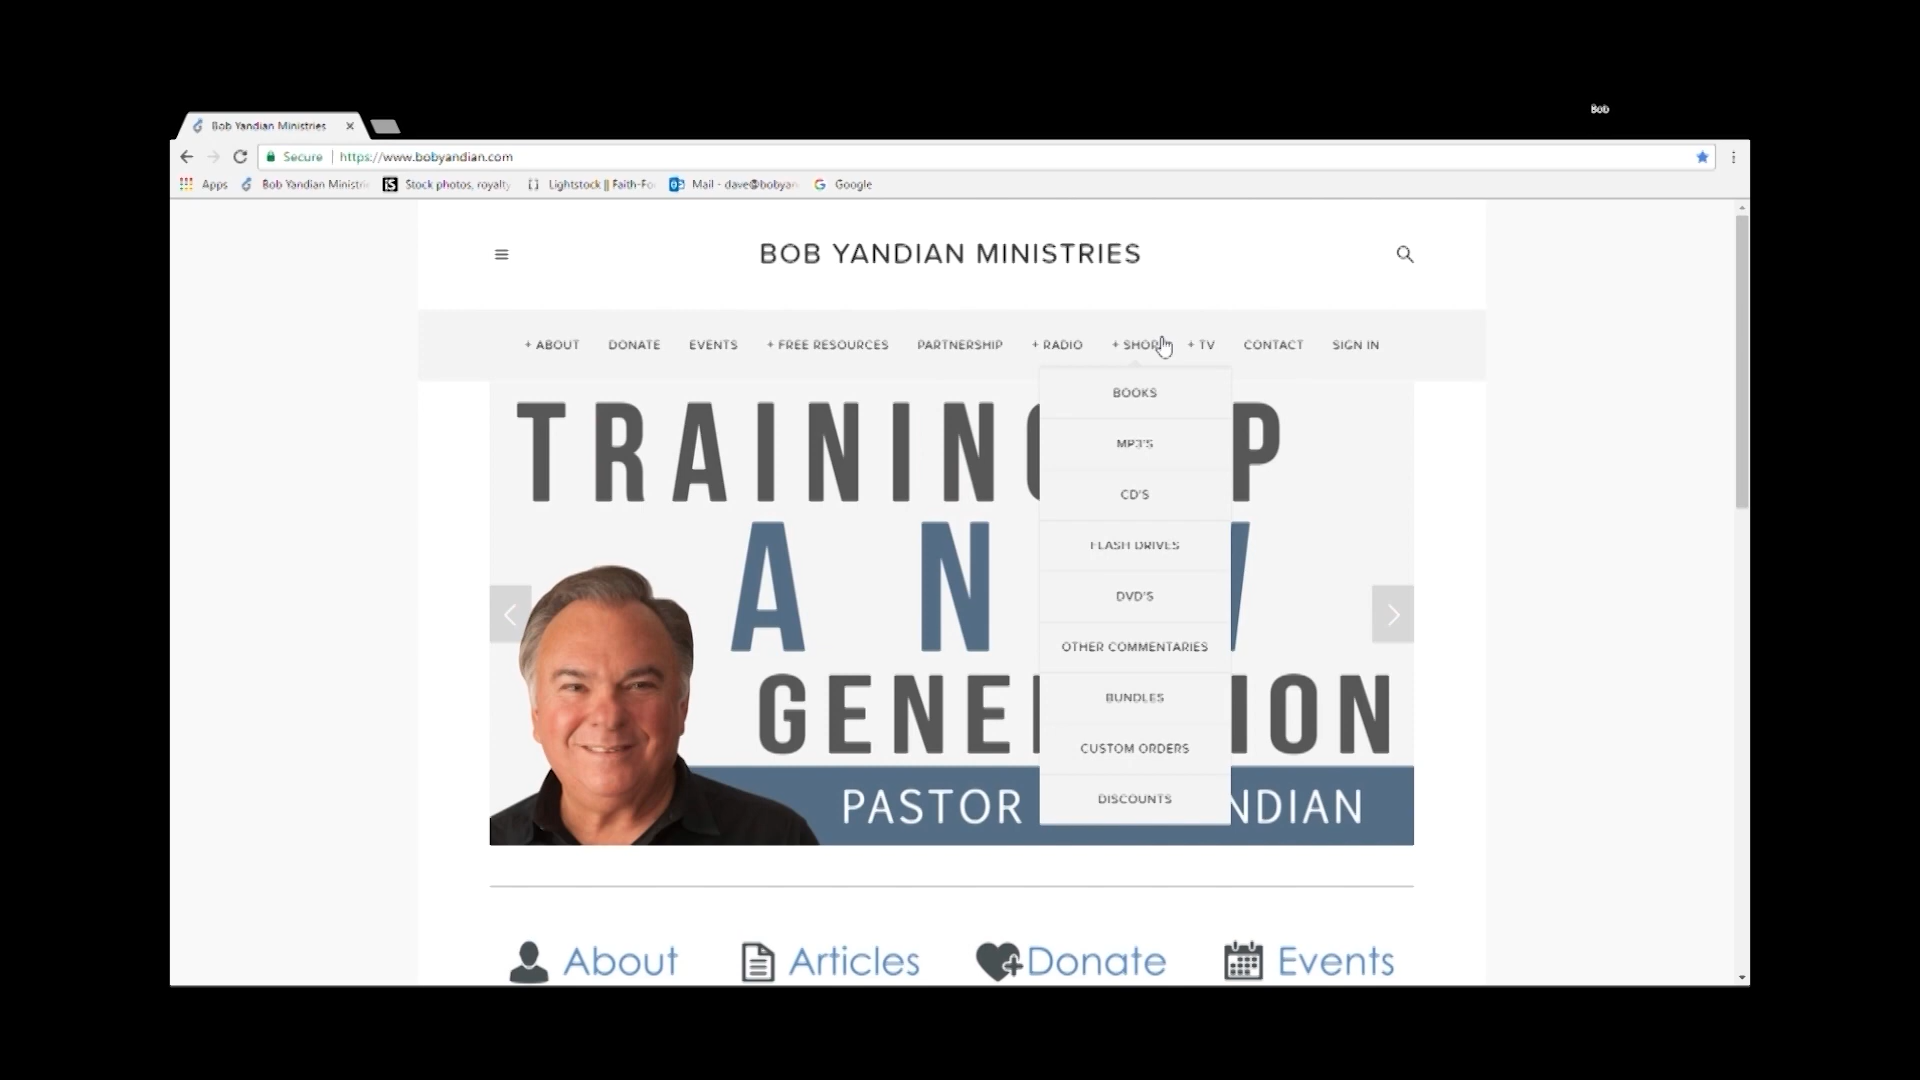 Bob
Bob Yandian Ministries
Secure https://www.bobyandian.com
Apps Bob Yandian Ministri Stock photos, royalty Lightstock || Faith-Fo Mail - dave@bobyan Google
BOB YANDIAN MINISTRIES
+ ABOUT DONATE EVENTS + FREE RESOURCES PARTNERSHIP + RADIO + SHOP + TV CONTACT SIGN IN
BOOKS
MP3'S
CD'S
FLASH DRIVES
DVD'S
OTHER COMMENTARIES
BUNDLES
CUSTOM ORDERS
DISCOUNTS
TRAINING P
A N
GENE ION
PASTOR NDIAN
About Articles Donate Events